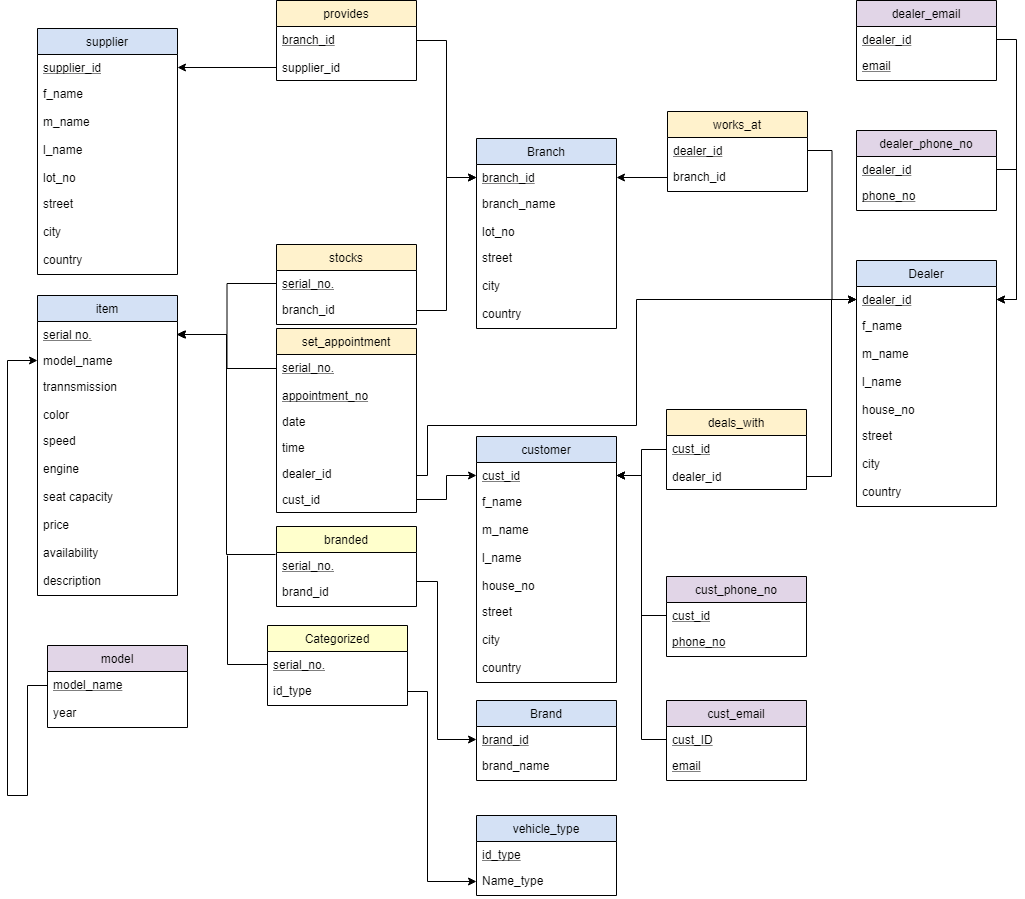 provides
branch_id
supplier_id
supplier
supplier_id
f_name
m_name
l_name
lot_no
street
city
country
dealer_email
dealer_id
email
works_at
dealer_id
branch_id
dealer_phone_no
dealer_id
phone_no
Branch
branch_id
branch_name
lot_no
street
city
country
stocks
serial_no.
branch_id
Dealer
dealer_id
f_name
m_name
l_name
house_no
street
city
country
item
serial no.
model_name
trannsmission
color
speed
engine
seat capacity
price
availability
description
set_appointment
serial_no.
appointment_no
date
time
dealer_id
cust_id
deals_with
cust_id
dealer_id
customer
cust_id
f_name
m_name
l_name
house_no
street
city
country
branded
serial_no.
brand_id
cust_phone_no
cust_id
phone_no
Categorized
serial_no.
id_type
model
model_name
year
Brand
brand_id
brand_name
cust_email
cust_ID
email
vehicle_type
id_type
Name_type